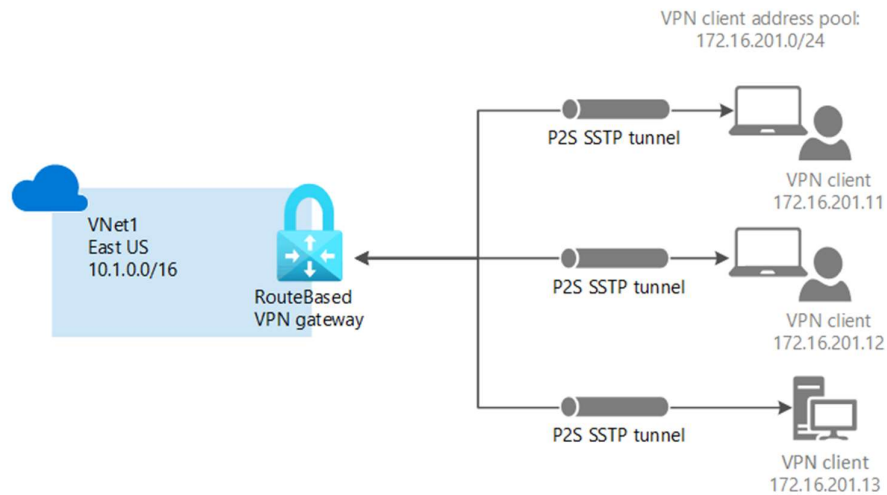 VPN client address pool:
172.16.201.0/24
P2S SSTP tunnel
VPN client
172.16.201.11
VNet1
East US
10.1.0.0/16
RouteBased
VPN gateway
P2S SSTP tunnel
VPN client
172.16.201.12
P2S SSTP tunnel
VPN client
172.16.201.13